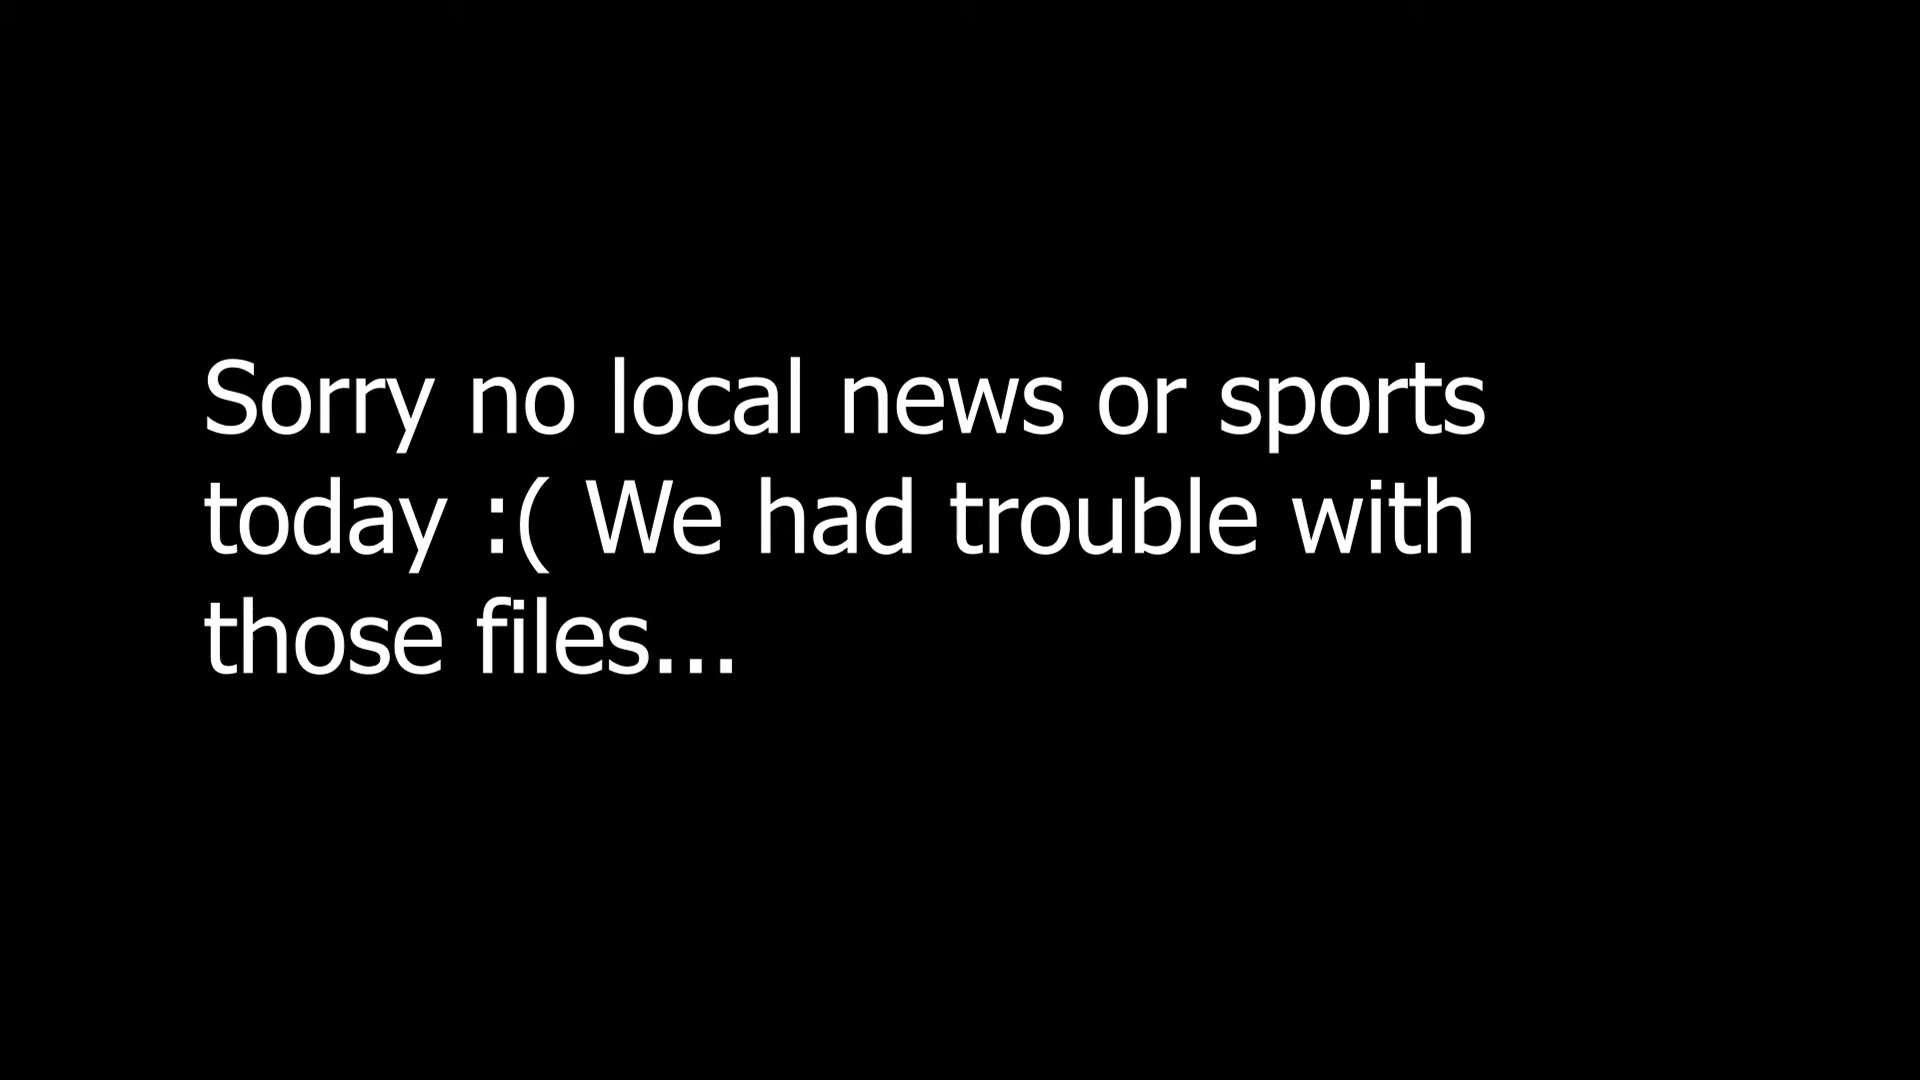 Sorry no local news or sports
today :( We had trouble with
those files...